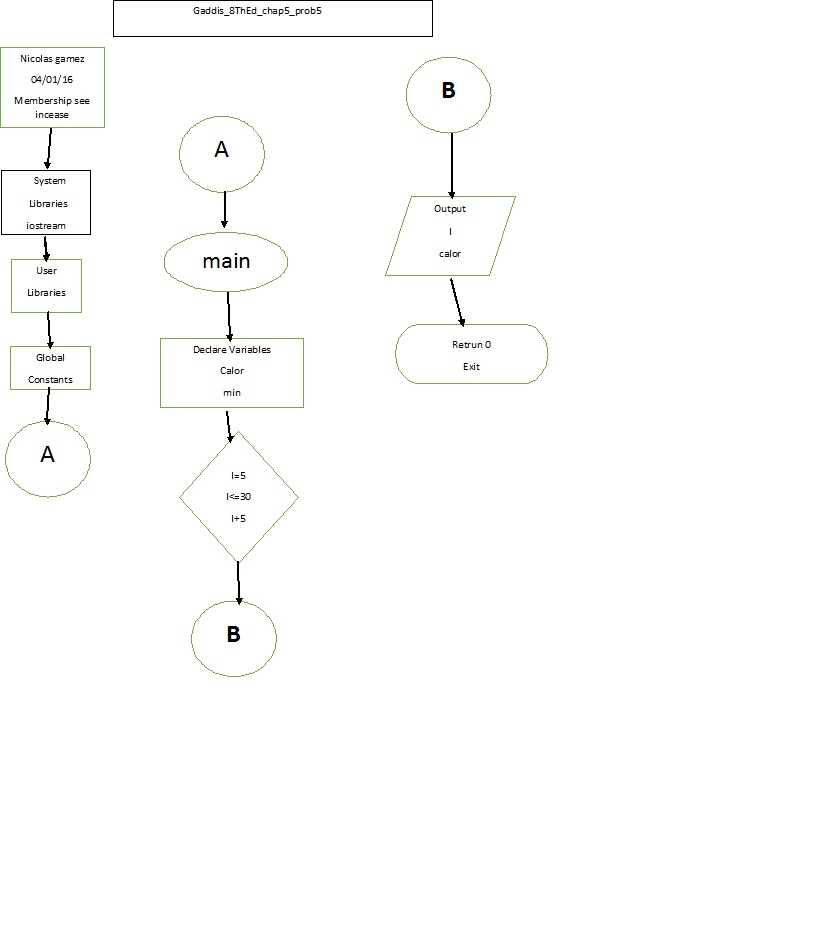 Gaddis_8ThEd_chap5_prob5
Nicolas gamez
04/01/16
Membership see
incease
System
Libraries
iostream
User
Libraries
Global
Constants
A
A
main
Declare Variables
Calor
min
I=5
I<=30
I+5
B
B
Output
I
calor
Retrun 0
Exit